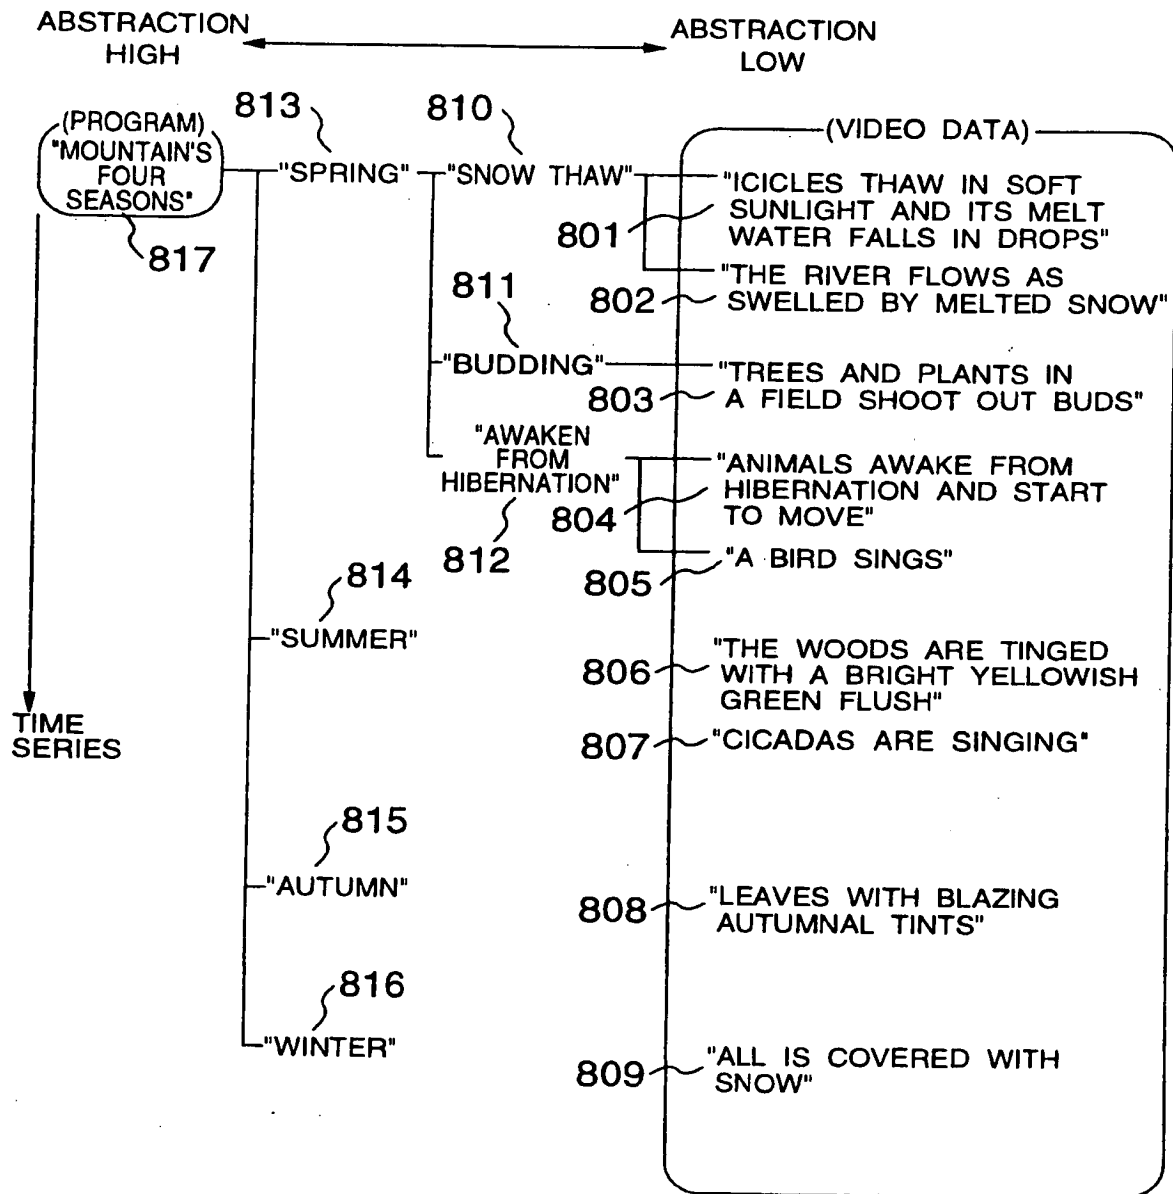 ABSTRACTION
HIGH
ABSTRACTION
LOW
813
810
(PROGRAM)
"MOUNTAIN'S
FOUR
SEASONS"
817
"SPRING"
"SNOW THAW"
(VIDEO DATA)
"ICICLES THAW IN SOFT
SUNLIGHT AND ITS MELT
WATER FALLS IN DROPS"
801
"THE RIVER FLOWS AS
SWELLED BY MELTED SNOW"
802
811
"BUDDING"
"TREES AND PLANTS IN
A FIELD SHOOT OUT BUDS"
803
"AWAKEN
FROM
HIBERNATION"
812
"ANIMALS AWAKE FROM
HIBERNATION AND START
TO MOVE"
804
"A BIRD SINGS"
805
814
"SUMMER"
"THE WOODS ARE TINGED
WITH A BRIGHT YELLOWISH
GREEN FLUSH"
806
TIME
SERIES
807
"CICADAS ARE SINGING"
815
"AUTUMN"
808
"LEAVES WITH BLAZING
AUTUMNAL TINTS"
816
"WINTER"
809
"ALL IS COVERED WITH
SNOW"